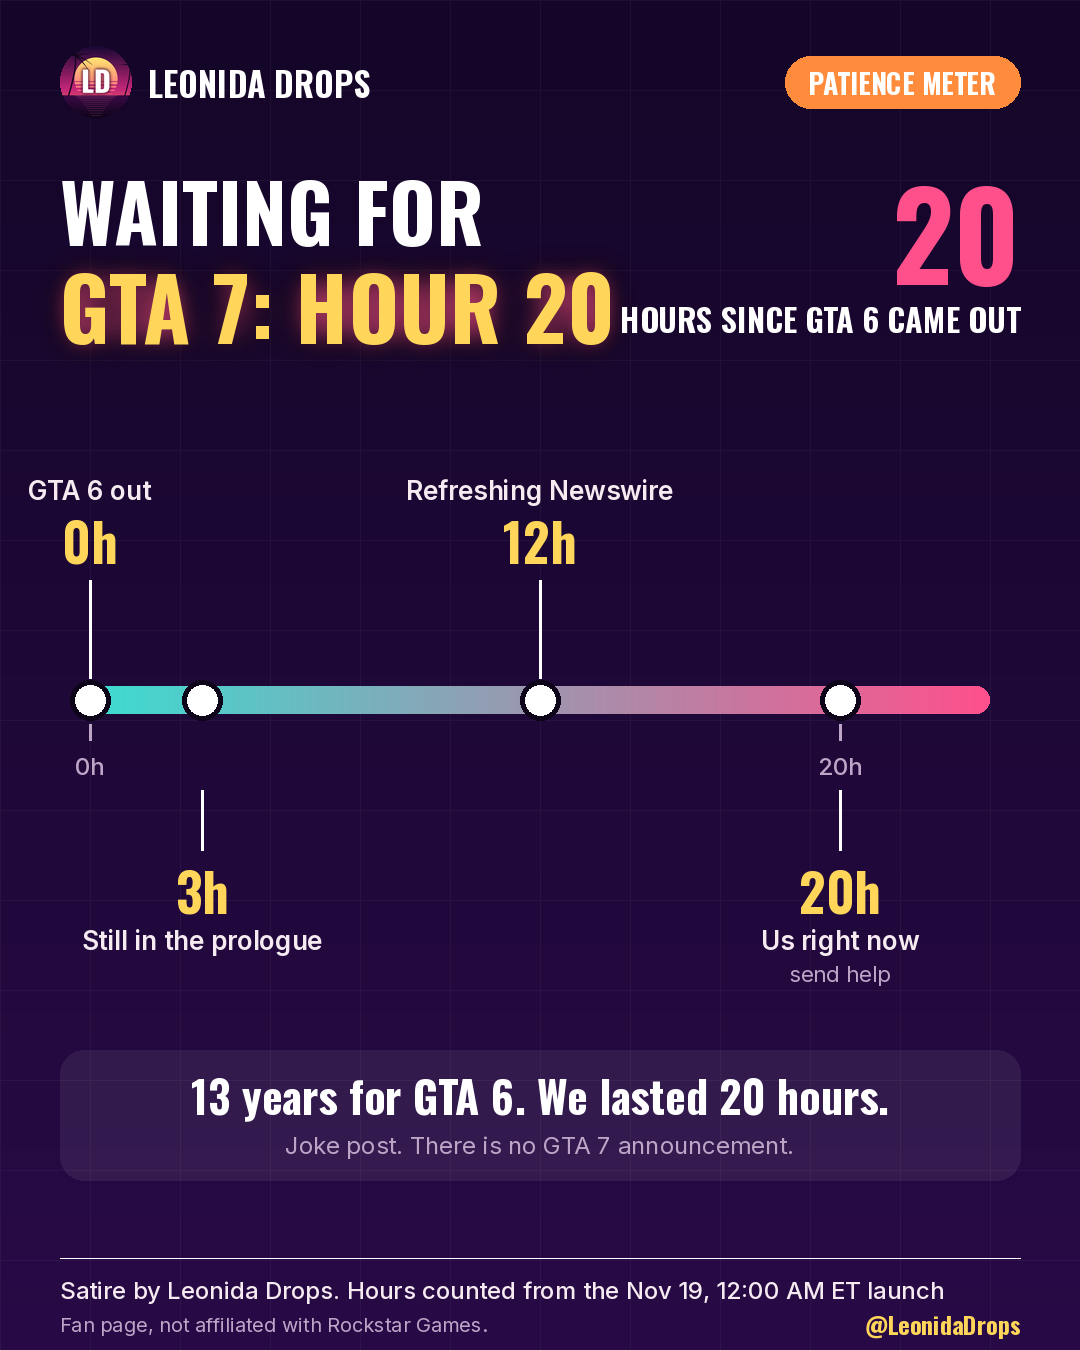 LD
LEONIDA DROPS
PATIENCE METER
WAITING FOR
GTA 7: HOUR 20
20
HOURS SINCE GTA 6 CAME OUT
GTA 6 out
0h
Refreshing Newswire
12h
0h
20h
3h
Still in the prologue
20h
Us right now
send help
13 years for GTA 6. We lasted 20 hours.
Joke post. There is no GTA 7 announcement.
Satire by Leonida Drops. Hours counted from the Nov 19, 12:00 AM ET launch
Fan page, not affiliated with Rockstar Games.
@LeonidaDrops